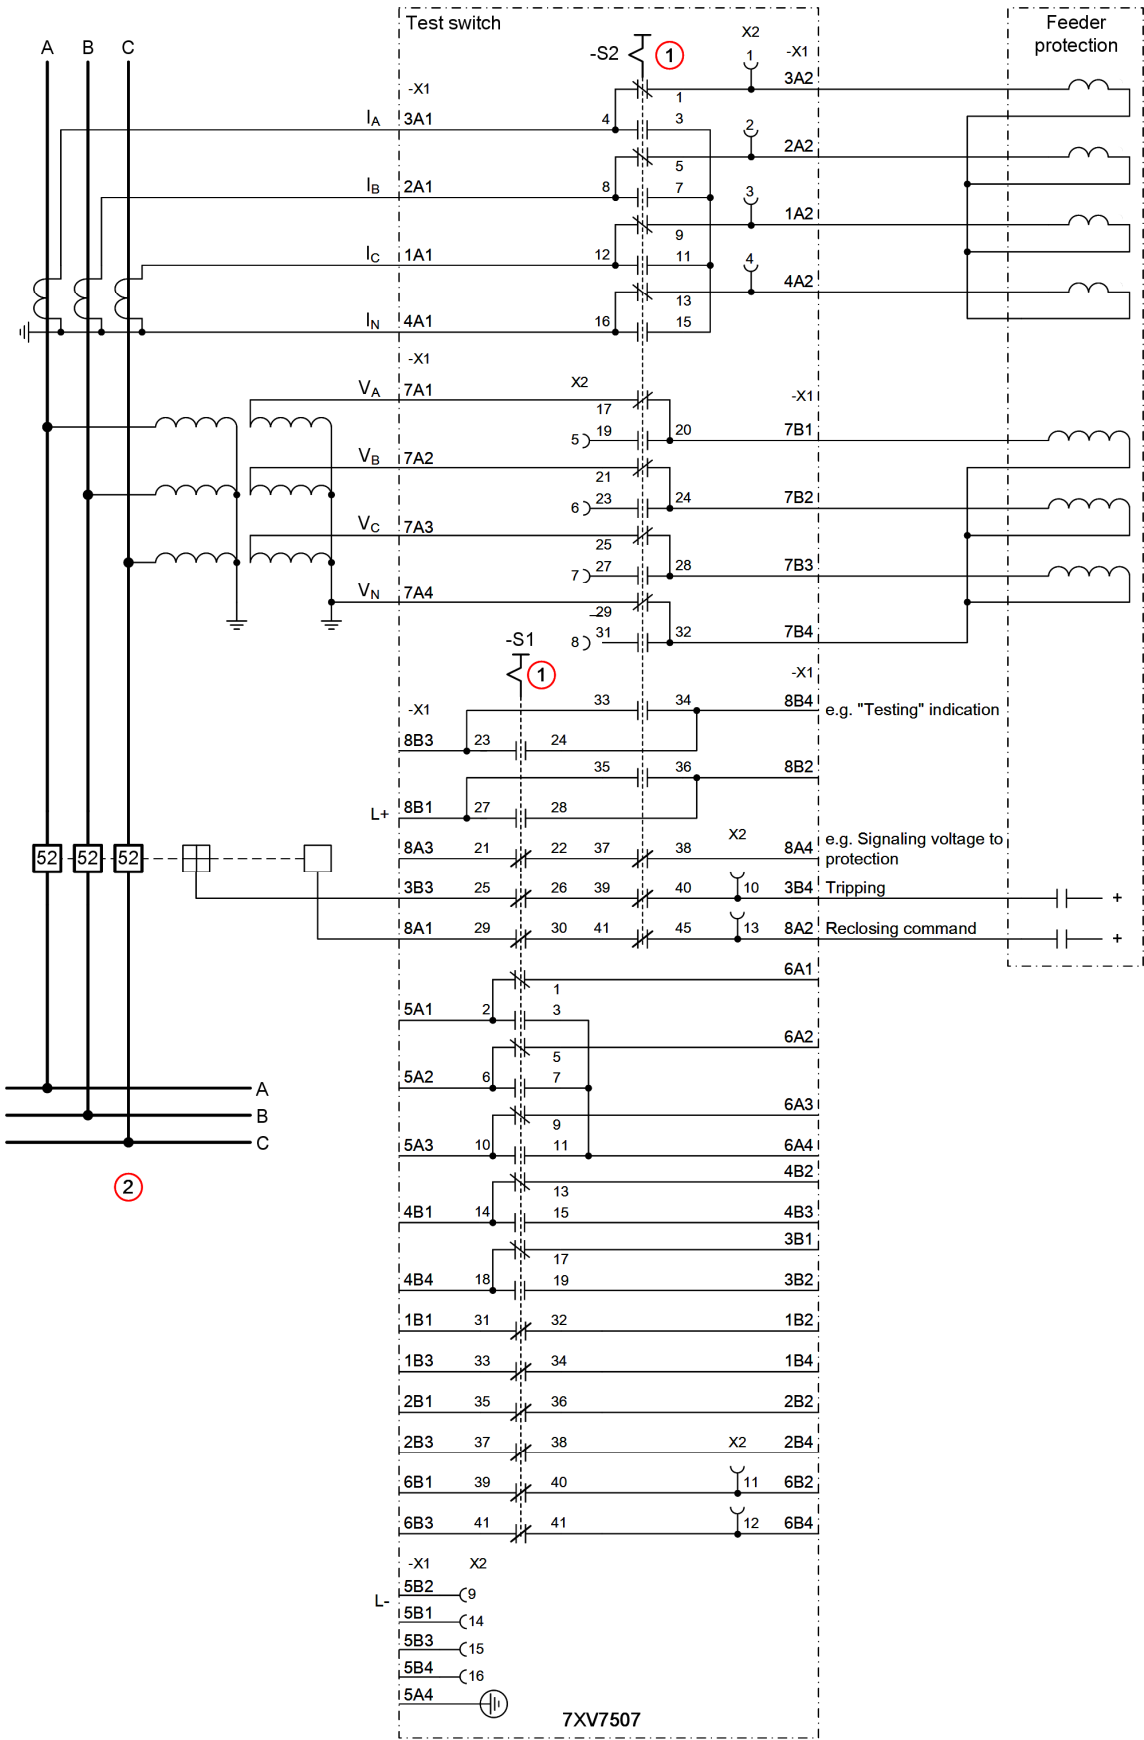 Test switch
Feeder
protection
A B C
-S2 1
X2
-X1
1
3A2
-X1
1
IA 3A1 4 3
2
2A2
5
IB 2A1 8 7
3
1A2
9
IC 1A1 12 11
4
4A2
13
IN 4A1 16 15
-X1
VA 7A1 X2 -X1
17
5 19 20 7B1
VB 7A2
21
6 23 24 7B2
VC 7A3
25
7 27 28 7B3
VN 7A4
29
8 31 32 7B4
-S1 1
-X1
-X1 33 34 8B4 e.g. "Testing" indication
8B3 23 24
35 36 8B2
L+ 8B1 27 28
X2
52 52 52 8A3 21 22 37 38 8A4 e.g. Signaling voltage to
protection
3B3 25 26 39 40 10 3B4 Tripping +
8A1 29 30 41 45 13 8A2 Reclosing command +
6A1
1
5A1 2 3
6A2
5
5A2 6 7
A
6A3
B
9
5A3 10 11 6A4
C
4B2
2
13
4B1 14 15 4B3
3B1
17
4B4 18 19 3B2
1B1 31 32 1B2
1B3 33 34 1B4
2B1 35 36 2B2
2B3 37 38 X2 2B4
6B1 39 40 11 6B2
6B3 41 41 12 6B4
-X1 X2
5B2 9
L-
5B1 14
5B3 15
5B4 16
5A4
7XV7507